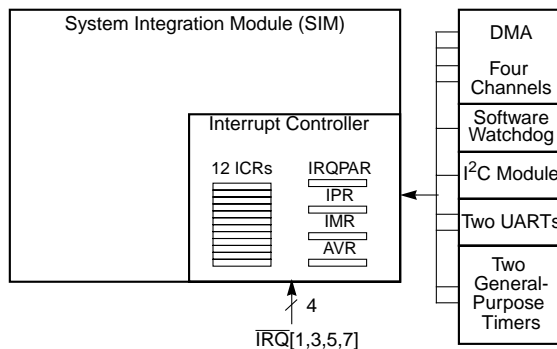 System Integration Module (SIM)
Interrupt Controller
12 ICRs
IRQPAR
IPR
IMR
AVR
4
IRQ[1,3,5,7]
DMA
Four
Channels
Software
Watchdog
I²C Module
Two UARTs
Two
General-
Purpose
Timers